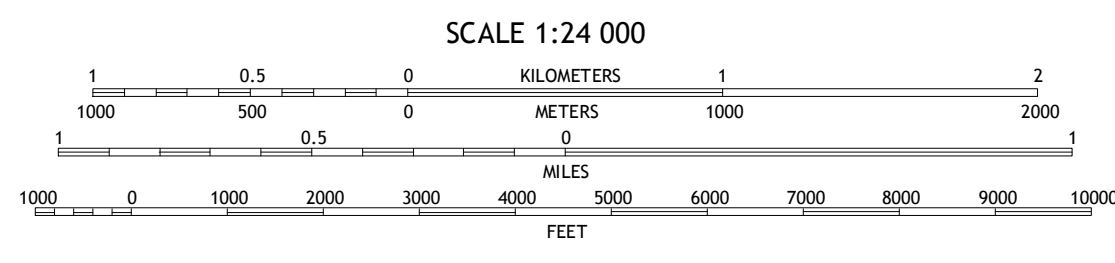 SCALE 1:24 000
1 0.5 0 KILOMETERS 1 2
1000 500 0 METERS 1000 2000
1 0.5 0 1
MILES
1000 0 1000 2000 3000 4000 5000 6000 7000 8000 9000 10000
FEET